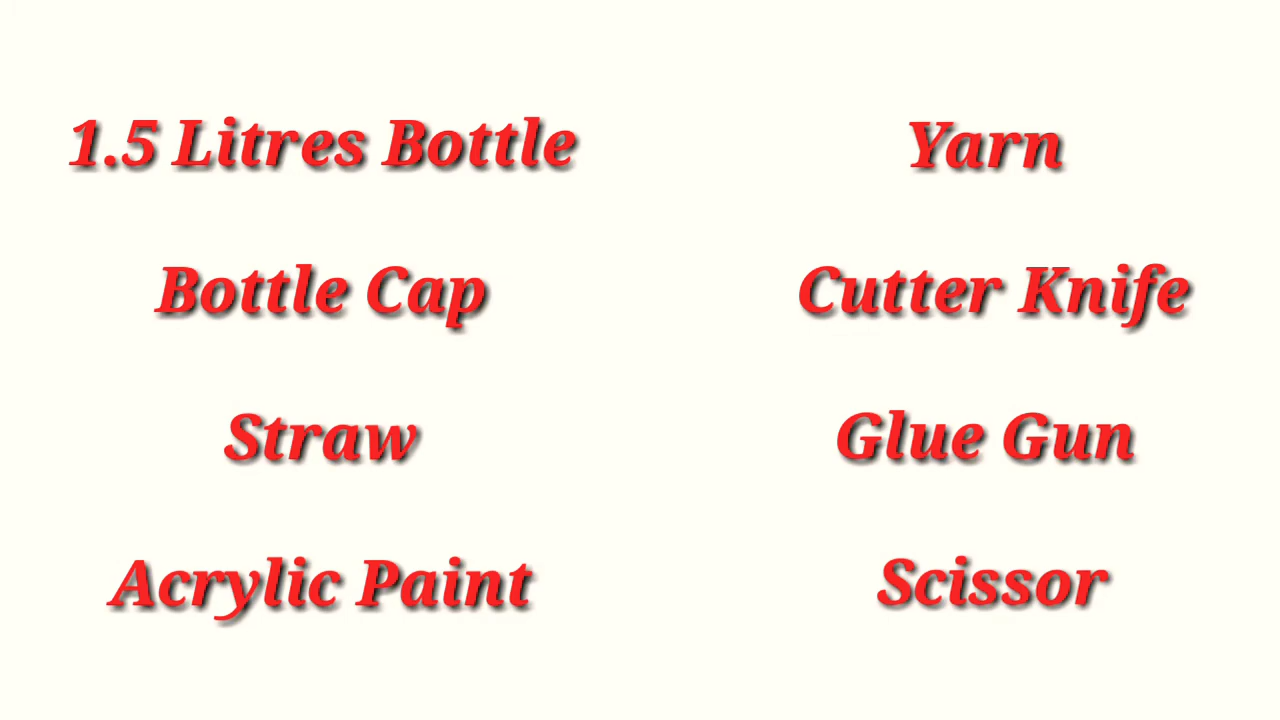 1.5 Litres Bottle
Bottle Cap
Straw
Acrylic Paint
Yarn
Cutter Knife
Glue Gun
Scissor